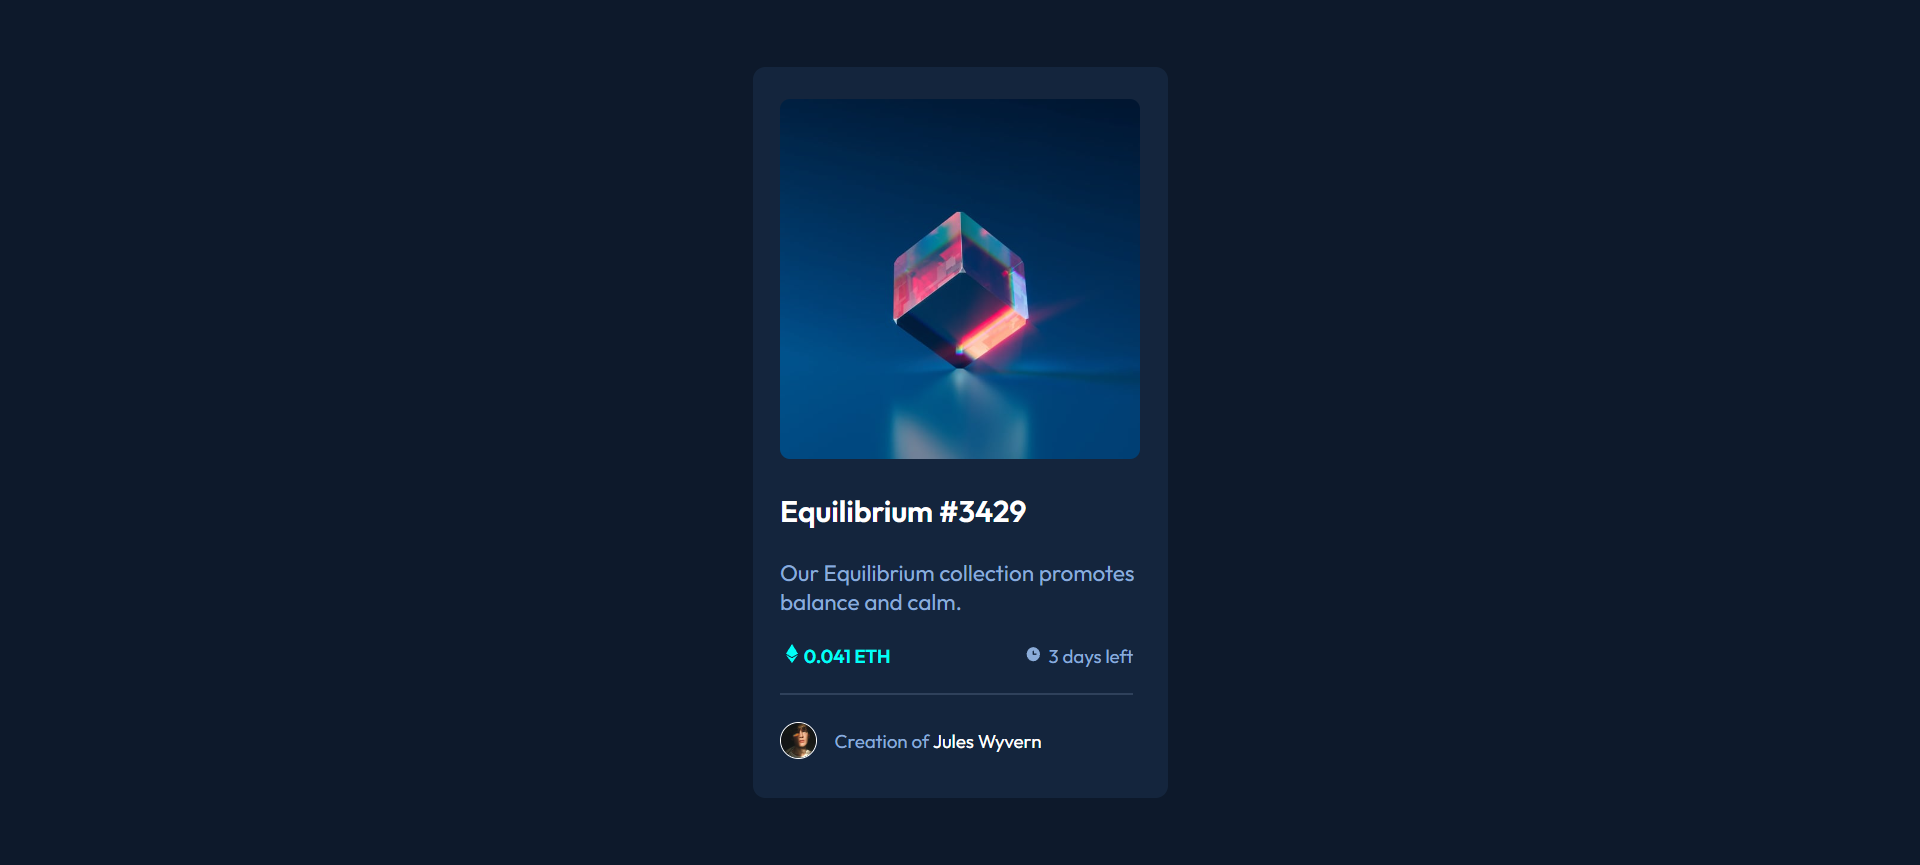 Equilibrium #3429
Our Equilibrium collection promotes
balance and calm.
0.041 ETH
3 days left
Creation of Jules Wyvern